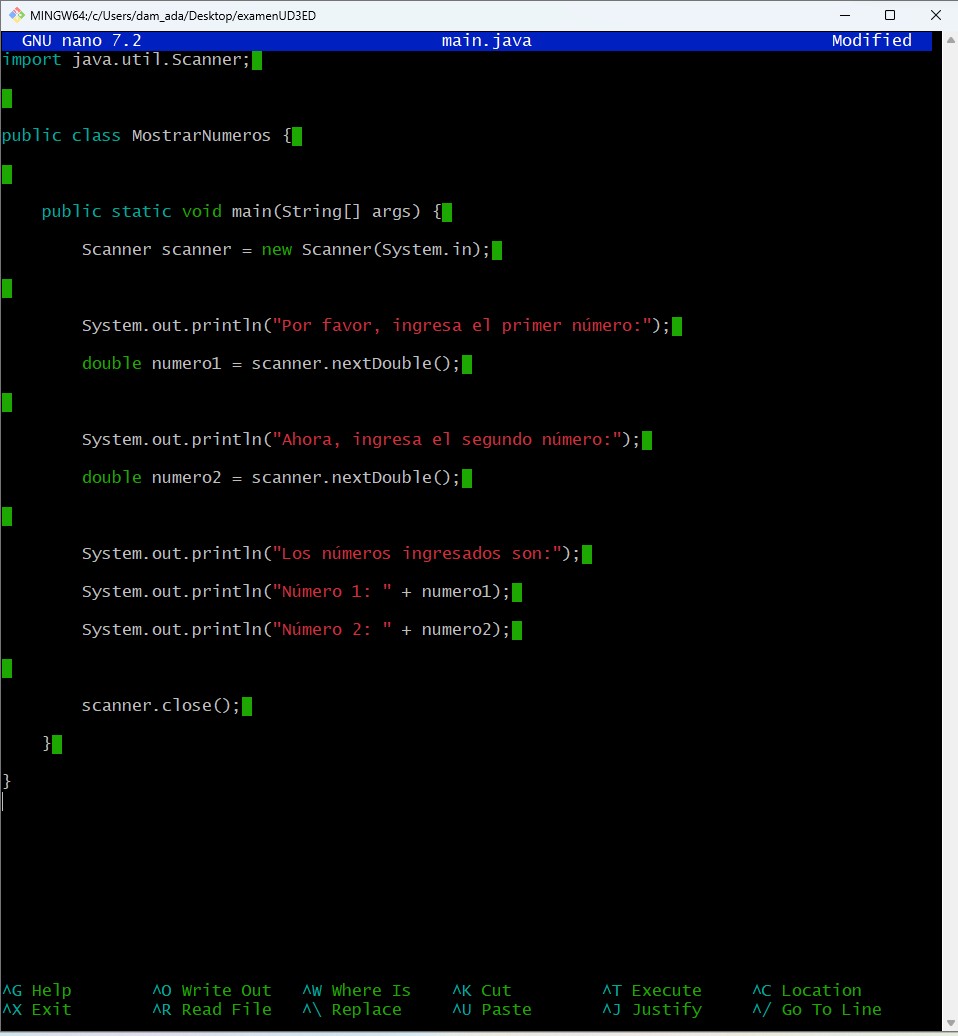 MINGW64:/c/Users/dam_ada/Desktop/examenUD3ED
GNU nano 7.2 main.java Modified
import java.util.Scanner;
public class MostrarNumeros {
    public static void main(String[] args) {
        Scanner scanner = new Scanner(System.in);
        System.out.println("Por favor, ingresa el primer número:");
        double numero1 = scanner.nextDouble();
        System.out.println("Ahora, ingresa el segundo número:");
        double numero2 = scanner.nextDouble();
        System.out.println("Los números ingresados son:");
        System.out.println("Número 1: " + numero1);
        System.out.println("Número 2: " + numero2);
        scanner.close();
    }
}
^G Help ^O Write Out ^W Where Is ^K Cut ^T Execute ^C Location
^X Exit ^R Read File ^\ Replace ^U Paste ^J Justify ^/ Go To Line